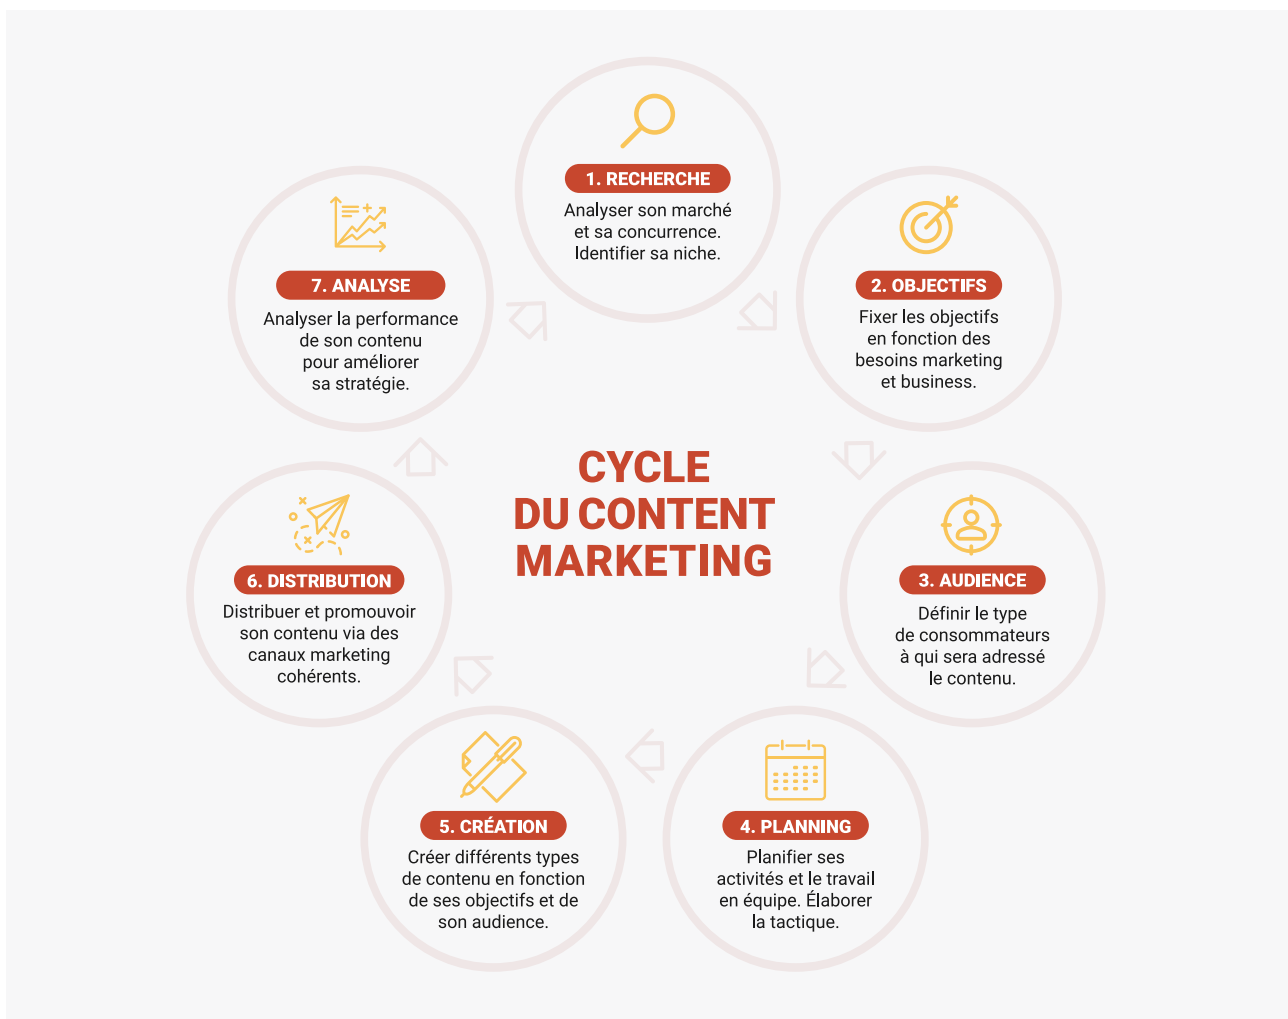 1. RECHERCHE
Analyser son marché
et sa concurrence.
Identifier sa niche.
2. OBJECTIFS
Fixer les objectifs
en fonction des
besoins marketing
et business.
3. AUDIENCE
Définir le type
de consommateurs
à qui sera adressé
le contenu.
4. PLANNING
Planifier ses
activités et le travail
en équipe. Élaborer
la tactique.
5. CRÉATION
Créer différents types
de contenu en fonction
de ses objectifs et de
son audience.
6. DISTRIBUTION
Distribuer et promouvoir
son contenu via des
canaux marketing
cohérents.
7. ANALYSE
Analyser la performance
de son contenu
pour améliorer
sa stratégie.
CYCLE
DU CONTENT
MARKETING